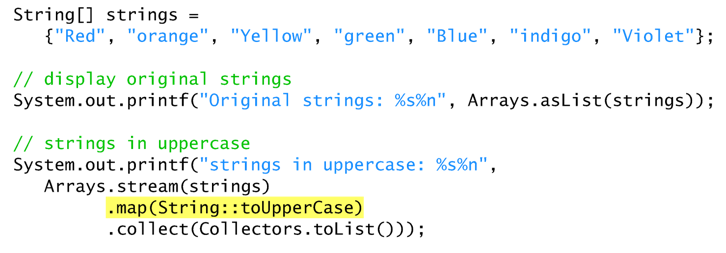 String[] strings =
{"Red", "orange", "Yellow", "green", "Blue", "indigo", "Violet"};
// display original strings
System.out.printf("Original strings: %s%n", Arrays.asList(strings));
// strings in uppercase
System.out.printf("strings in uppercase: %s%n",
Arrays.stream(strings)
.map(String::toUpperCase)
.collect(Collectors.toList()));